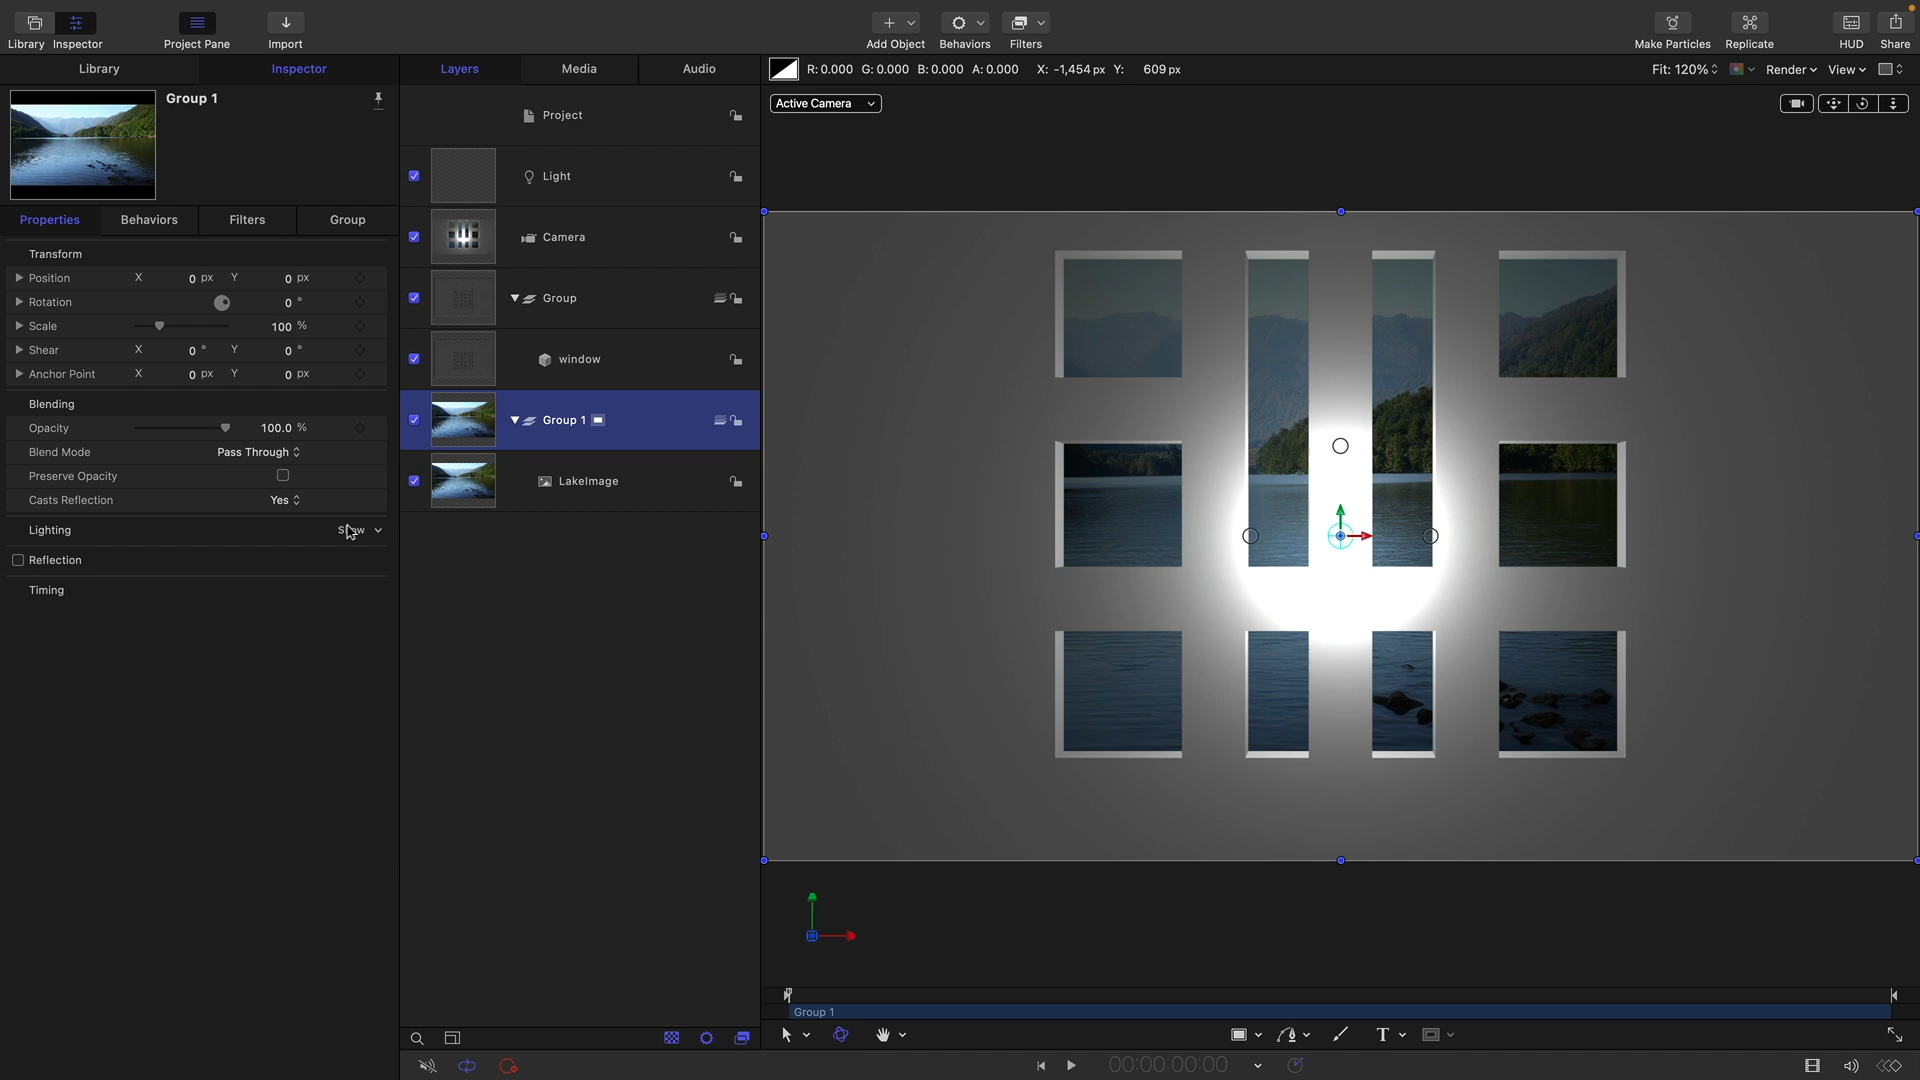 Library Inspector Project Pane Import Add Object Behaviors Filters Make Particles Replicate HUD Share
Library Inspector Layers Media Audio R: 0.000 G: 0.000 B: 0.000 A: 0.000 X: -1,454 px Y: 609 px Fit: 120% Render View
Group 1
Active Camera
Project
Light
Properties Behaviors Filters Group
Camera
Transform
Position X 0 px Y 0 px
Rotation 0 °
Group
Scale 100 %
Shear X 0 ° Y 0 °
window
Anchor Point X 0 px Y 0 px
Blending
Group 1
Opacity 100.0 %
Blend Mode Pass Through
Preserve Opacity
LakeImage
Casts Reflection Yes
Lighting Show
Reflection
Timing
Group 1
T
00:00:00:00